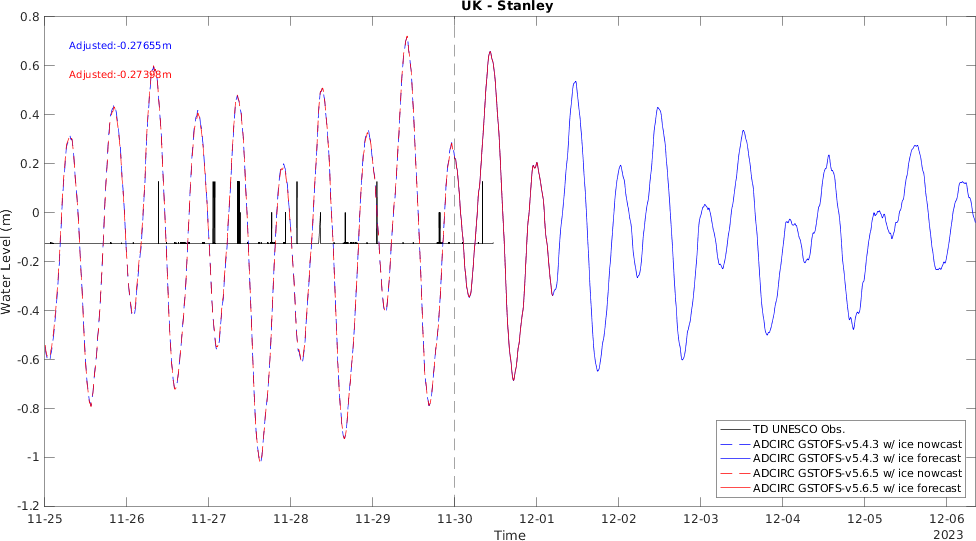 UK - Stanley
0.8
0.6
0.4
0.2
0
-0.2
-0.4
-0.6
-0.8
-1
-1.2
Water Level (m)
Adjusted:-0.27655m
Adjusted:-0.27398m
TD UNESCO Obs.
ADCIRC GSTOFS-v5.4.3 w/ ice nowcast
ADCIRC GSTOFS-v5.4.3 w/ ice forecast
ADCIRC GSTOFS-v5.6.5 w/ ice nowcast
ADCIRC GSTOFS-v5.6.5 w/ ice forecast
11-25 11-26 11-27 11-28 11-29 11-30 12-01 12-02 12-03 12-04 12-05 12-06
Time 2023